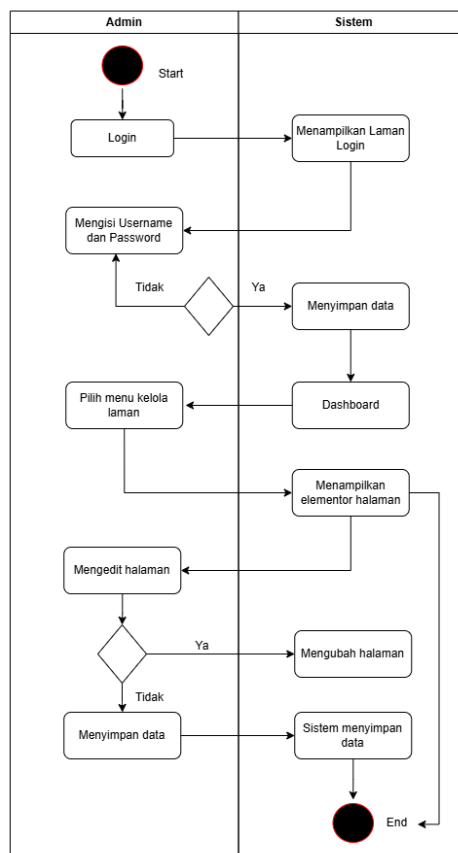 Admin
Sistem
Start
Login
Menampilkan Laman
Login
Mengisi Username
dan Password
Tidak
Ya
Menyimpan data
Pilih menu kelola
laman
Dashboard
Menampilkan
elementor halaman
Mengedit halaman
Ya
Mengubah halaman
Tidak
Menyimpan data
Sistem menyimpan
data
End